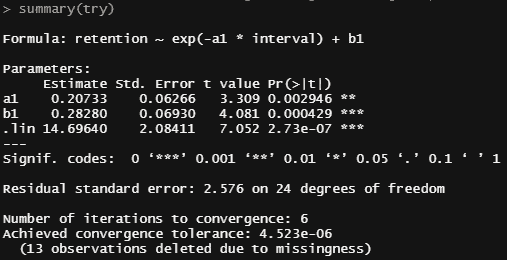 > summary(try)
Formula: retention ~ exp(-a1 * interval) + b1
Parameters:
Estimate Std. Error t value Pr(>|t|)
a1 0.20733 0.06266 3.309 0.002946 **
b1 0.28280 0.06930 4.081 0.000429 ***
.lin 14.69640 2.08411 7.052 2.73e-07 ***
---
Signif. codes: 0 ‘***’ 0.001 ‘**’ 0.01 ‘*’ 0.05 ‘.’ 0.1 ‘ ’ 1
Residual standard error: 2.576 on 24 degrees of freedom
Number of iterations to convergence: 6
Achieved convergence tolerance: 4.523e-06
(13 observations deleted due to missingness)